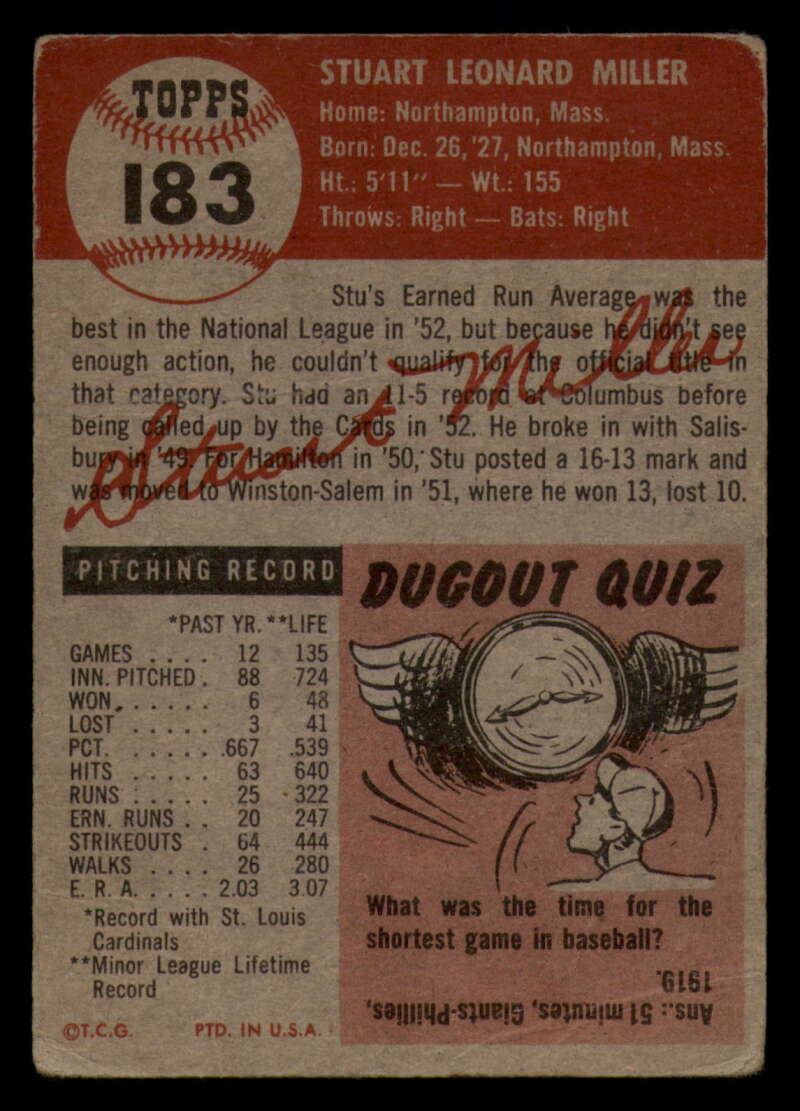 TOPPS
183
STUART LEONARD MILLER
Home: Northampton, Mass.
Born: Dec. 26, '27, Northampton, Mass.
Ht.: 5'11" — Wt.: 155
Throws: Right — Bats: Right
Stu's Earned Run Average was the
best in the National League in '52, but because he didn't see
enough action, he couldn't qualify for the official title in
that category. Stu had an 11-5 record at Columbus before
being called up by the Cards in '52. He broke in with Salis-
bury in '49. For Hamilton in '50, Stu posted a 16-13 mark and
was moved to Winston-Salem in '51, where he won 13, lost 10.
Stuart Miller
PITCHING RECORD
*PAST YR. **LIFE
GAMES . . . . 12 135
INN. PITCHED . 88 724
WON . . . . . . 6 48
LOST . . . . . 3 41
PCT. . . . . . .667 .539
HITS . . . . . 63 640
RUNS . . . . . 25 322
ERN. RUNS . . 20 247
STRIKEOUTS . 64 444
WALKS . . . . 26 280
E. R. A. . . . . 2.03 3.07
*Record with St. Louis
Cardinals
**Minor League Lifetime
Record
©T.C.G. PTD. IN U.S.A.
DUGOUT QUIZ
What was the time for the
shortest game in baseball?
Ans.: 51 minutes, Giants-Phillies,
1919.